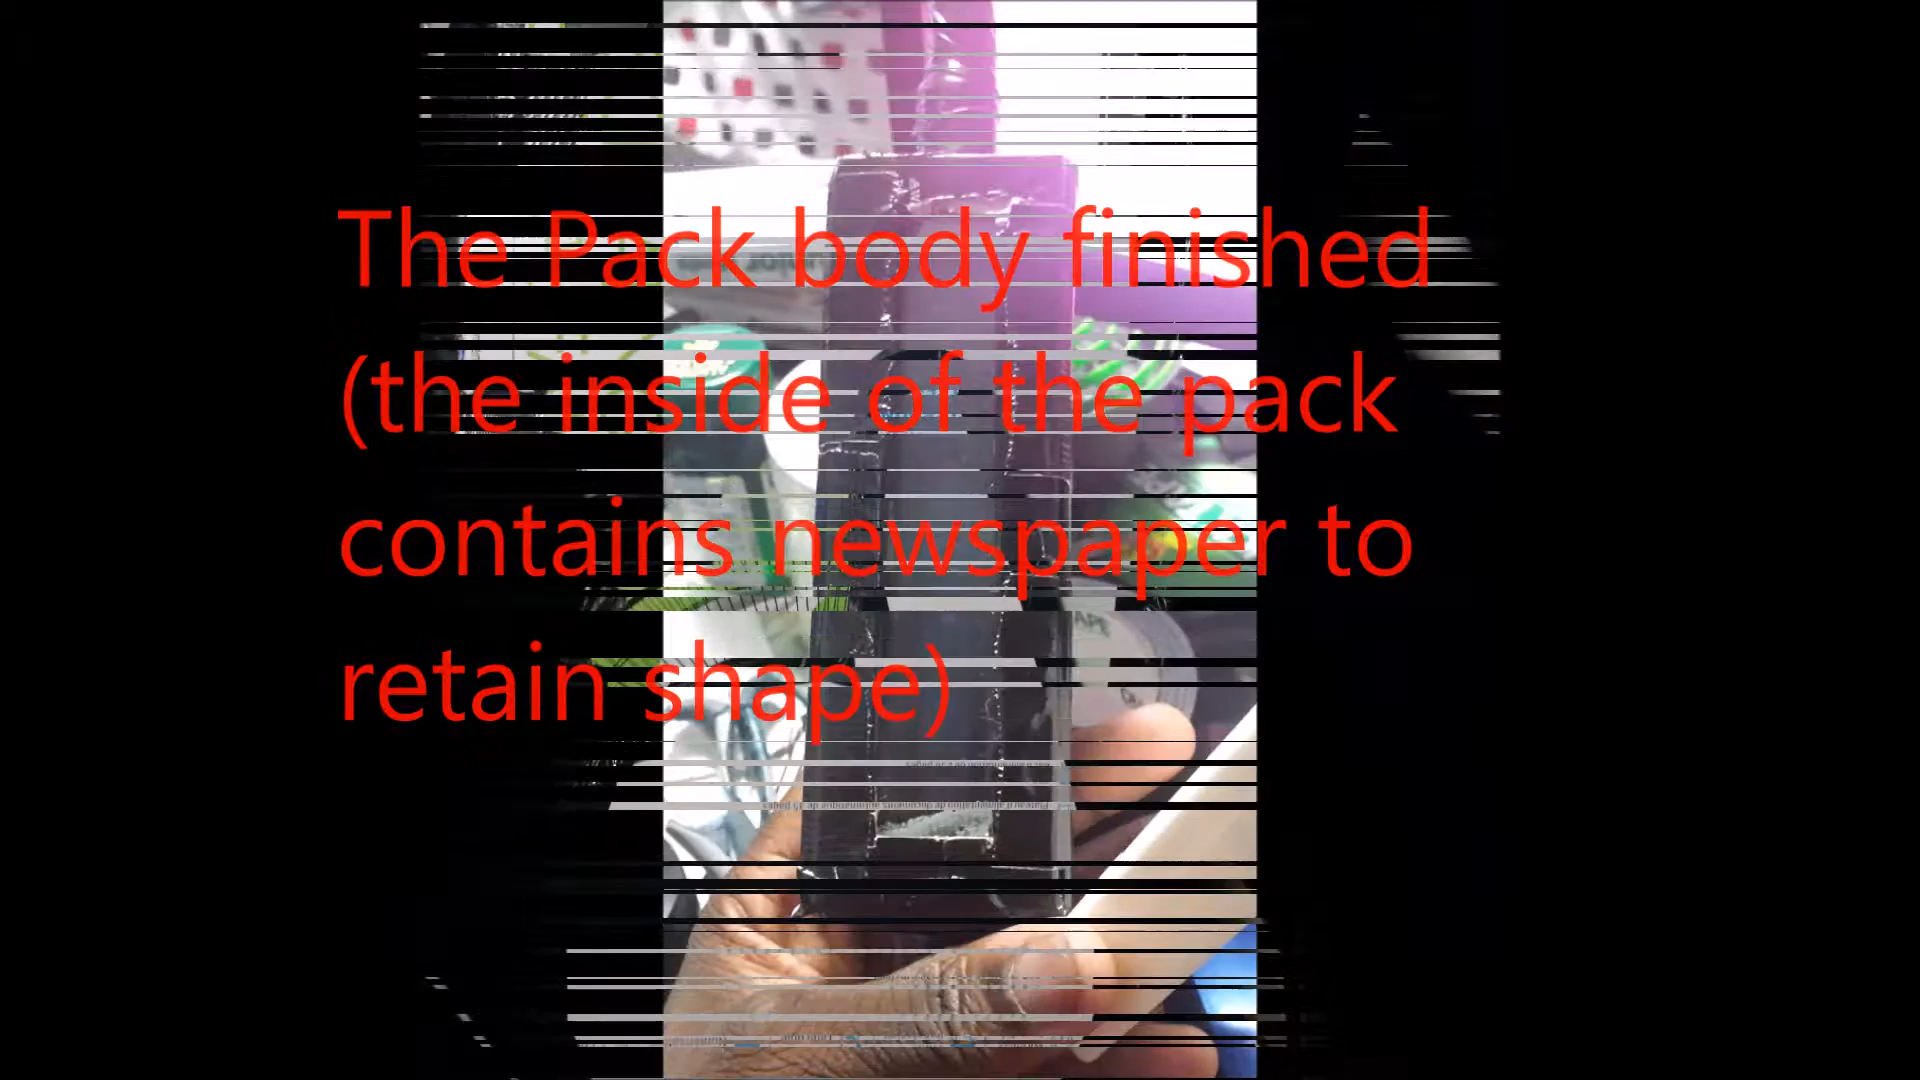 The Pack body finished
(the inside of the pack
contains newspaper to
retain shape)